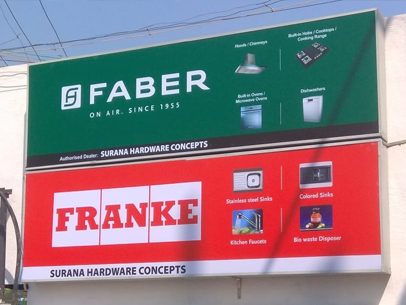 FABER
ON AIR. SINCE 1955
Hoods / Chimneys
Built-in Hobs / Cooktops /
Cooking Range
Built-in Ovens /
Microwave Ovens
Dishwashers
Authorised Dealer: SURANA HARDWARE CONCEPTS
FRANKE
Stainless steel Sinks
Colored Sinks
Kitchen Faucets
Bio waste Disposer
SURANA HARDWARE CONCEPTS